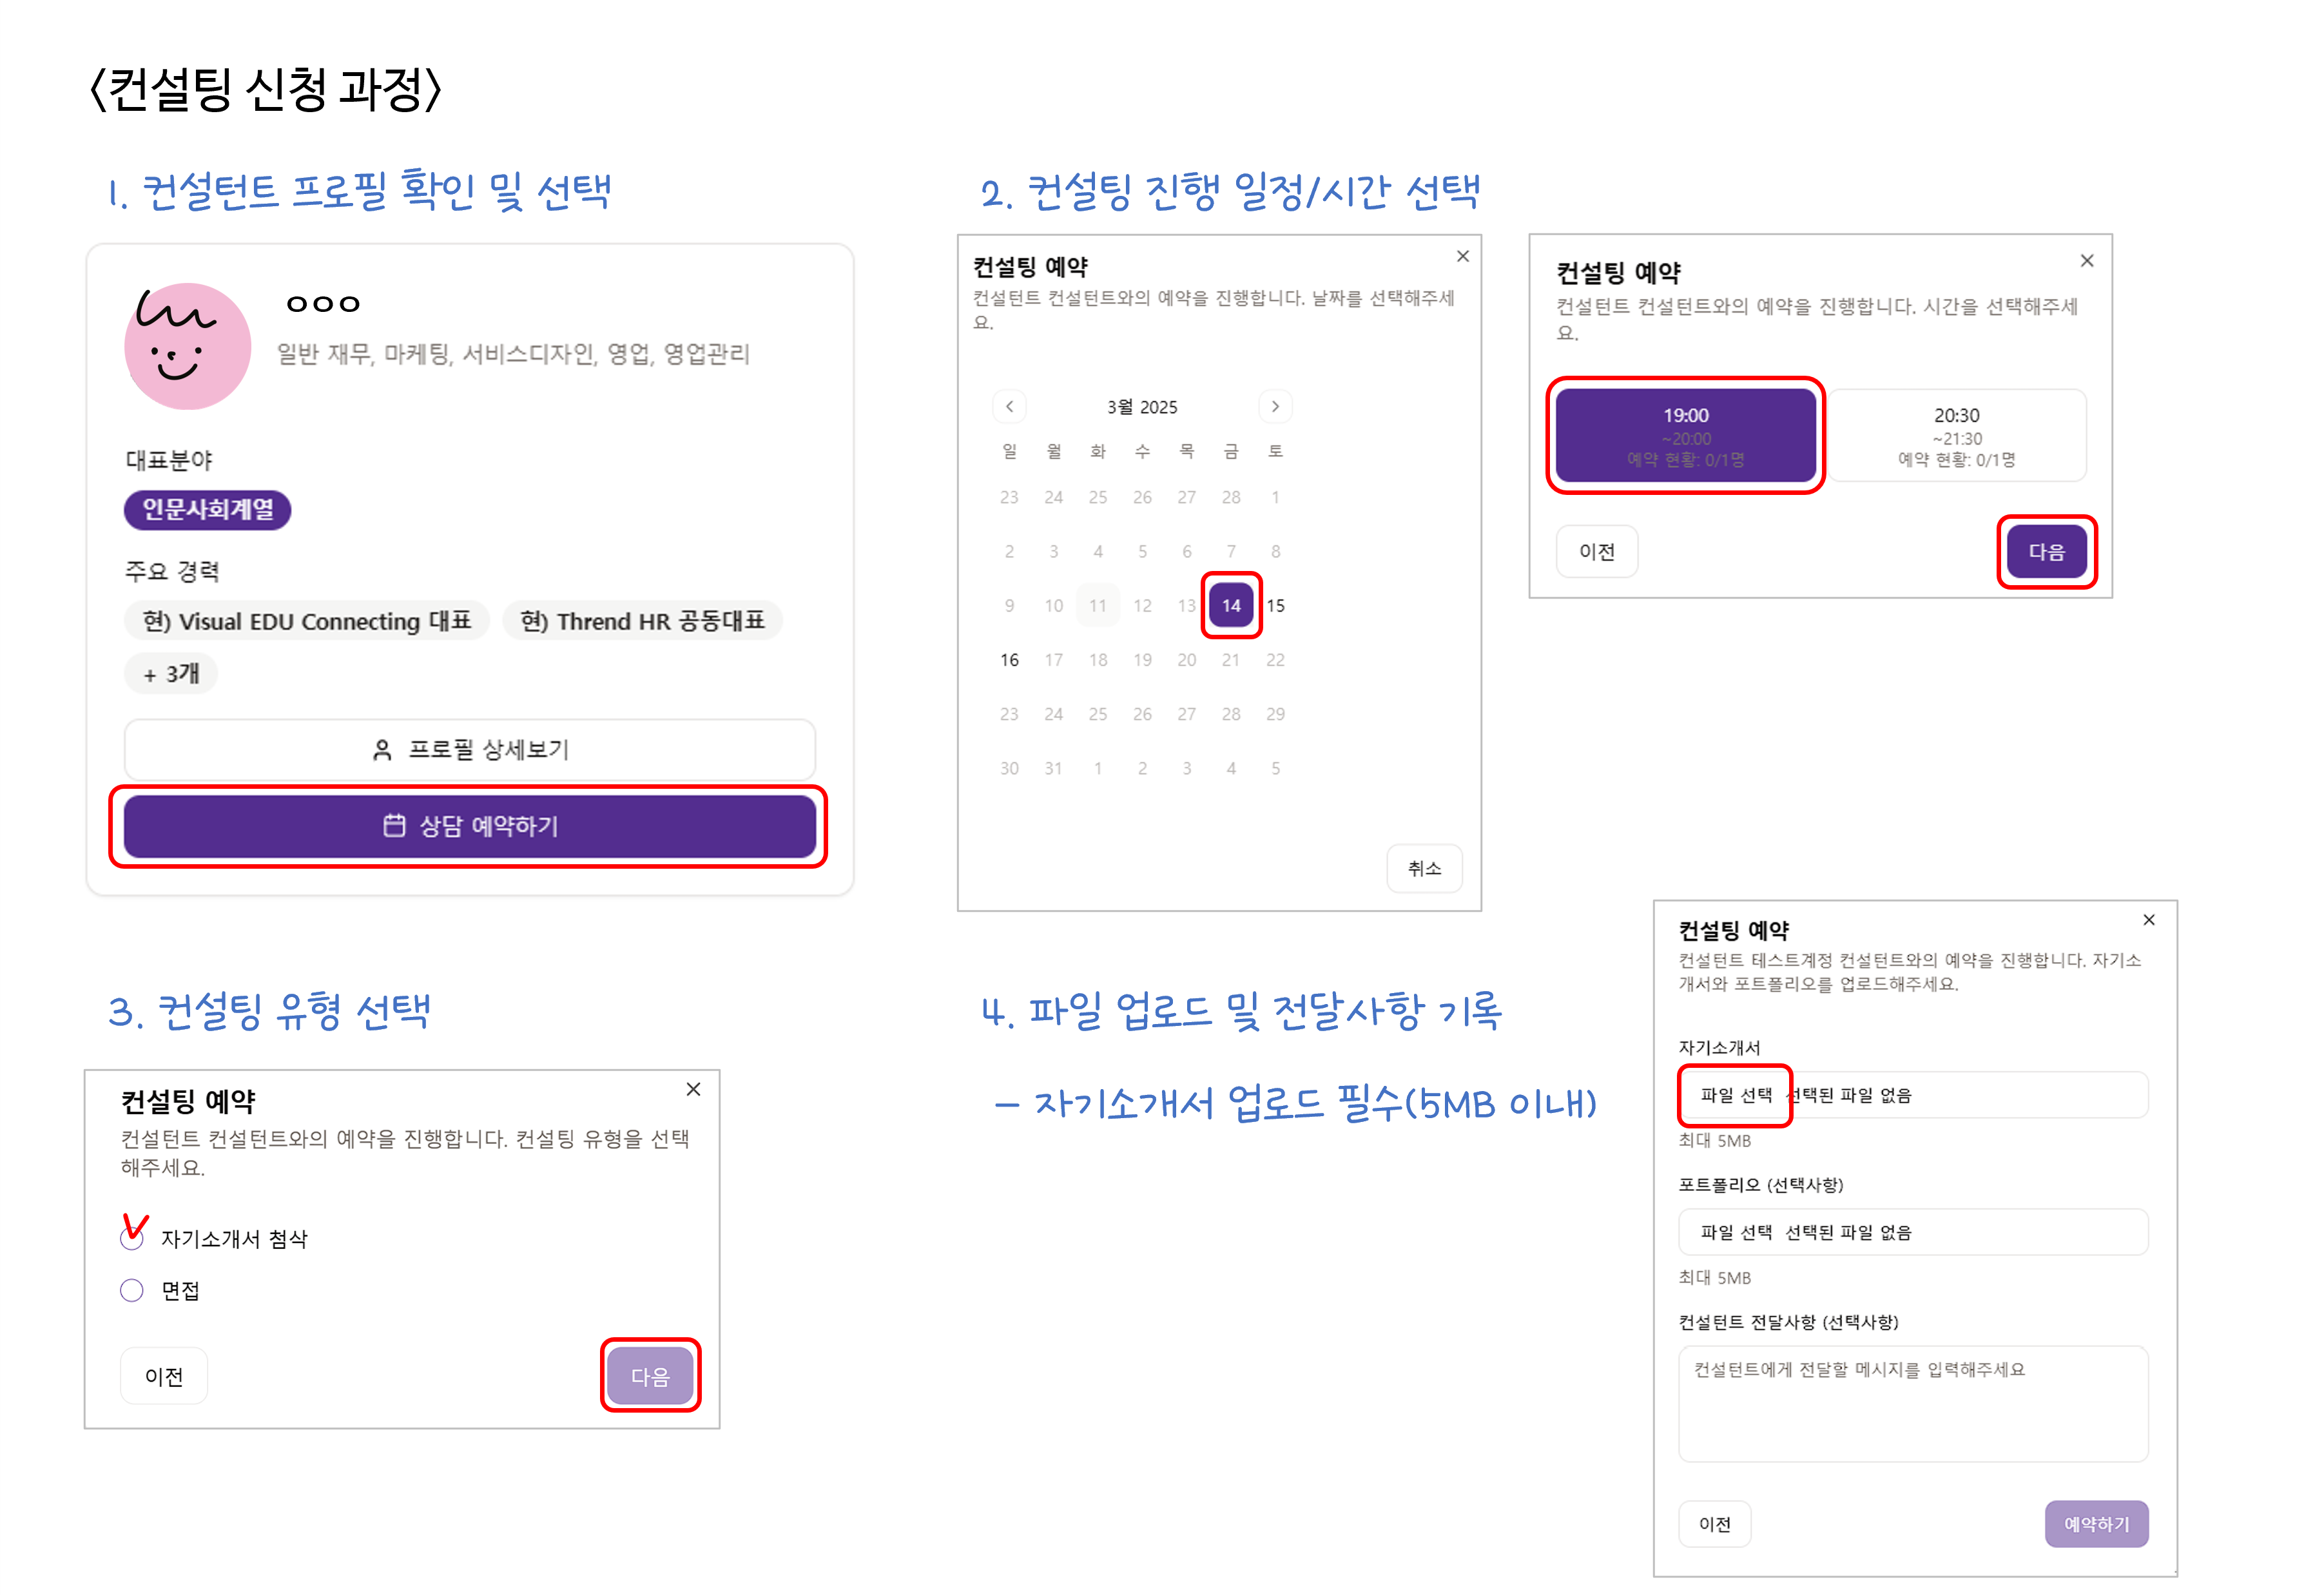 <컨설팅 신청 과정>
1. 컨설턴트 프로필 확인 및 선택
ㅇㅇㅇ
일반 재무, 마케팅, 서비스디자인, 영업, 영업관리
대표분야
인문사회계열
주요 경력
현) Visual EDU Connecting 대표
현) Thrend HR 공동대표
+ 3개
프로필 상세보기
상담 예약하기
2. 컨설팅 진행 일정/시간 선택
컨설팅 예약
컨설턴트 컨설턴트와의 예약을 진행합니다. 날짜를 선택해주세
요.
3월 2025
일 월 화 수 목 금 토
23 24 25 26 27 28 1
2 3 4 5 6 7 8
9 10 11 12 13 14 15
16 17 18 19 20 21 22
23 24 25 26 27 28 29
30 31 1 2 3 4 5
취소
컨설팅 예약
컨설턴트 컨설턴트와의 예약을 진행합니다. 시간을 선택해주세
요.
19:00
~20:00
예약 현황: 0/1명
20:30
~21:30
예약 현황: 0/1명
이전
다음
3. 컨설팅 유형 선택
컨설팅 예약
컨설턴트 컨설턴트와의 예약을 진행합니다. 컨설팅 유형을 선택
해주세요.
자기소개서 첨삭
면접
이전
다음
4. 파일 업로드 및 전달사항 기록
- 자기소개서 업로드 필수(5MB 이내)
컨설팅 예약
컨설턴트 테스트계정 컨설턴트와의 예약을 진행합니다. 자기소
개서와 포트폴리오를 업로드해주세요.
자기소개서
파일 선택 선택된 파일 없음
최대 5MB
포트폴리오 (선택사항)
파일 선택 선택된 파일 없음
최대 5MB
컨설턴트 전달사항 (선택사항)
컨설턴트에게 전달할 메시지를 입력해주세요
이전
예약하기